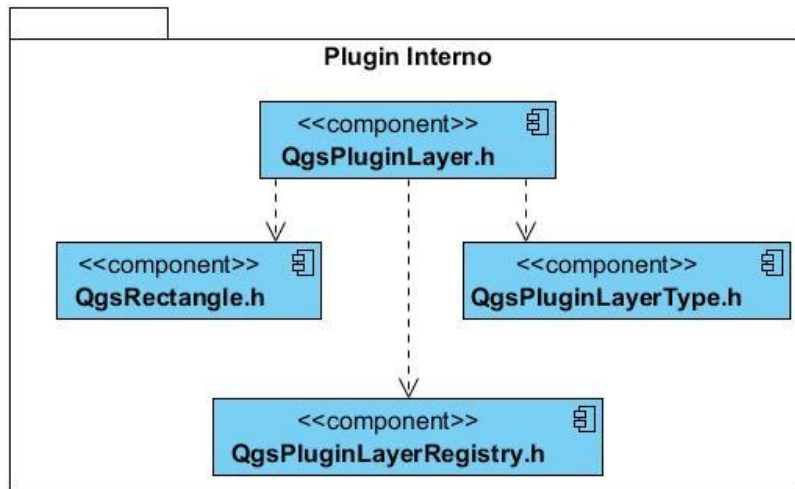 Plugin Interno
<<component>>
QgsPluginLayer.h
<<component>>
QgsRectangle.h
<<component>>
QgsPluginLayerType.h
<<component>>
QgsPluginLayerRegistry.h